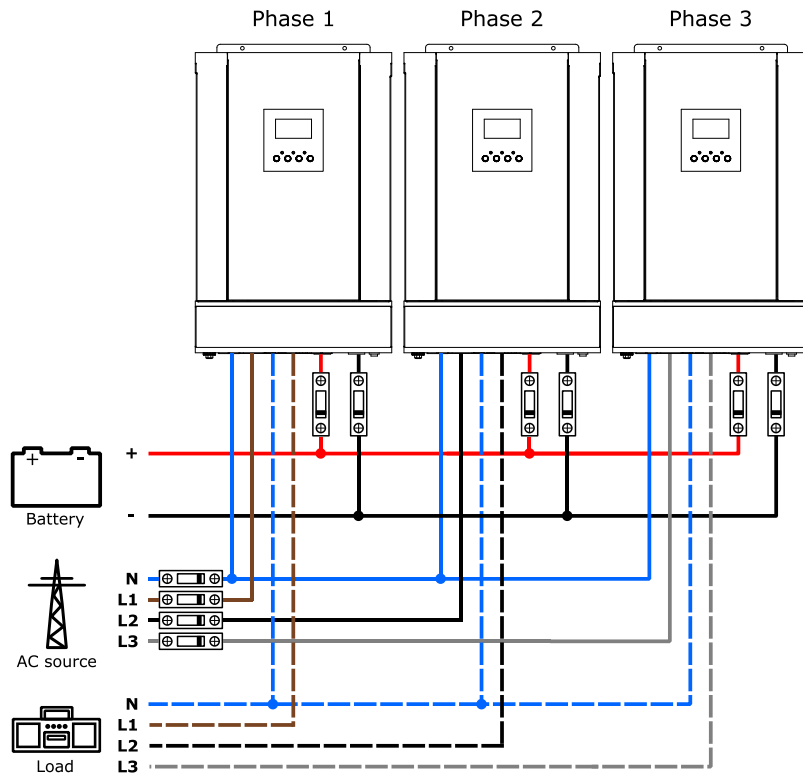 Phase 1
Phase 2
Phase 3
+ -
+
Battery
-
N
L1
L2
L3
AC source
N
L1
L2
L3
Load